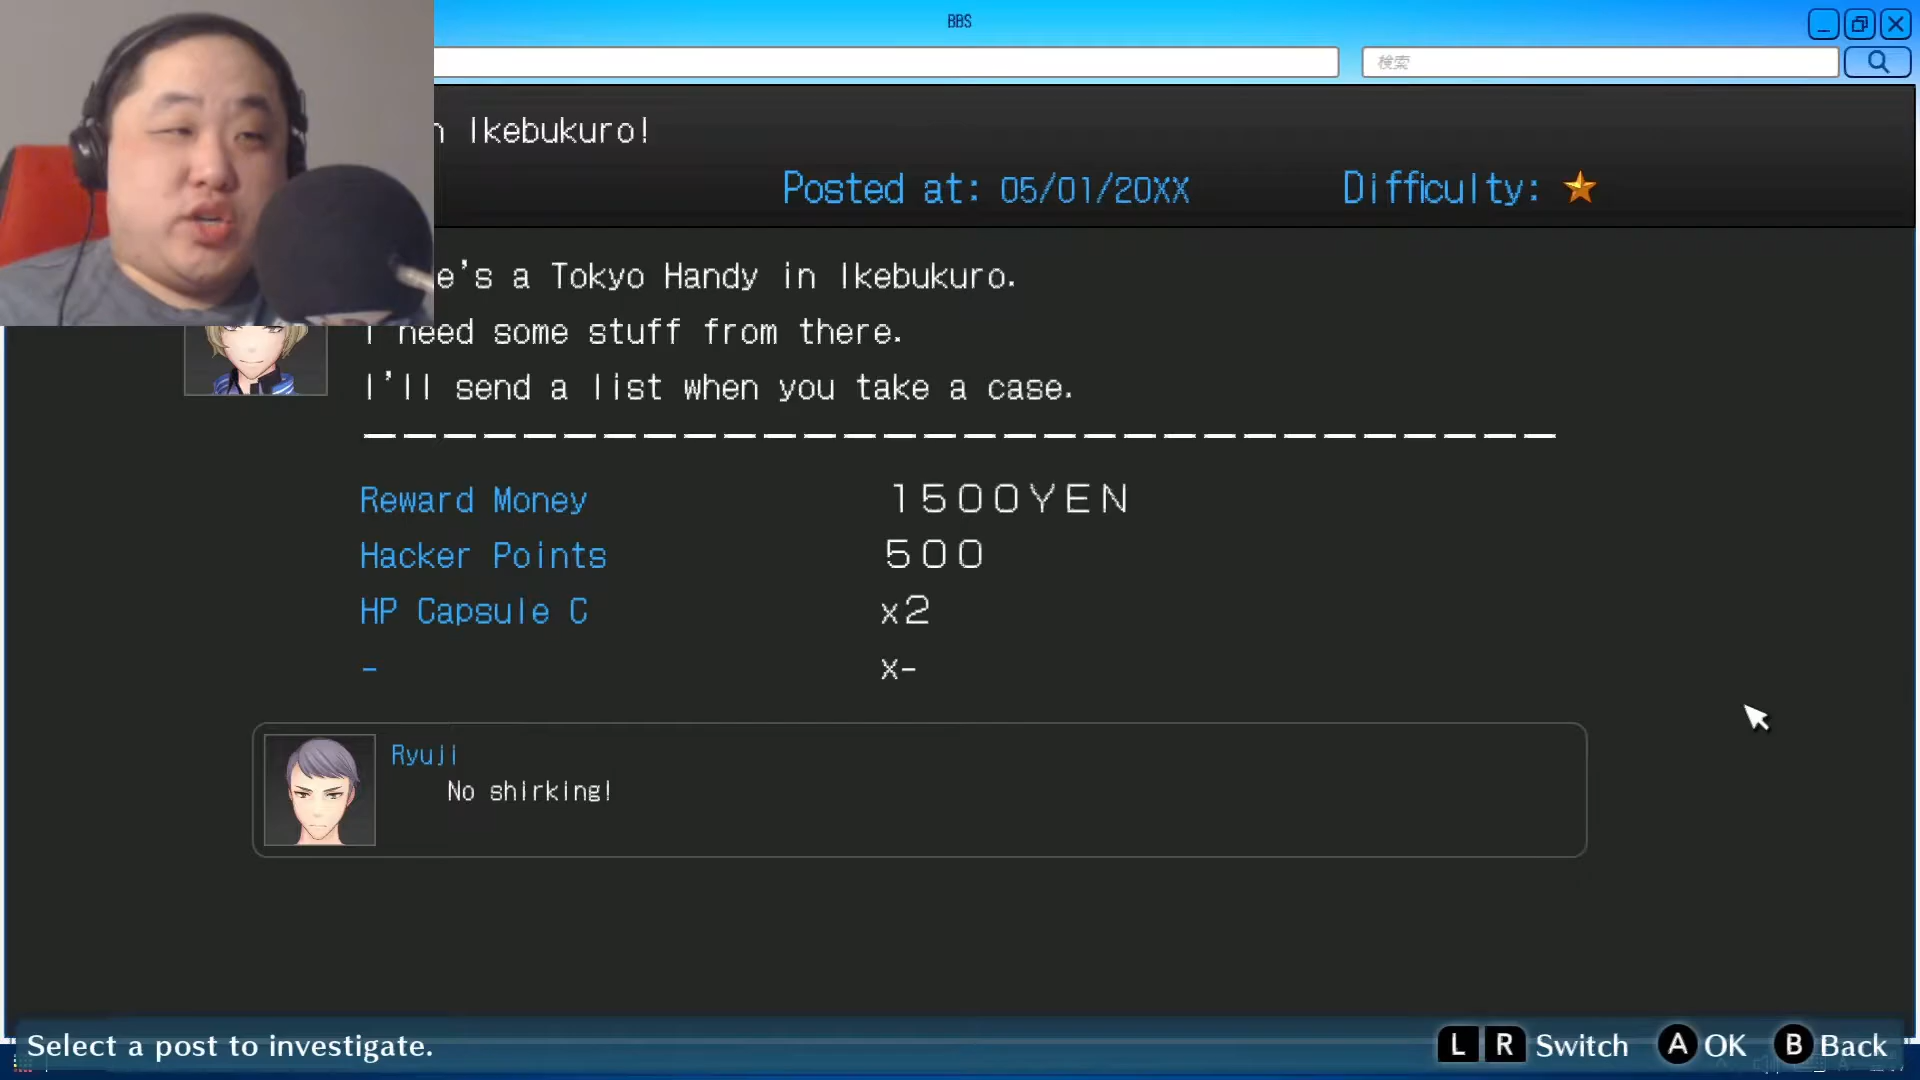 BBS
検索
n Ikebukuro!
Posted at: 05/01/20XX
Difficulty:
e's a Tokyo Handy in Ikebukuro.
I need some stuff from there.
I'll send a list when you take a case.
Reward Money 1500YEN
Hacker Points 500
HP Capsule C x2
- x-
Ryuji
No shirking!
Select a post to investigate.
L R Switch A OK B Back